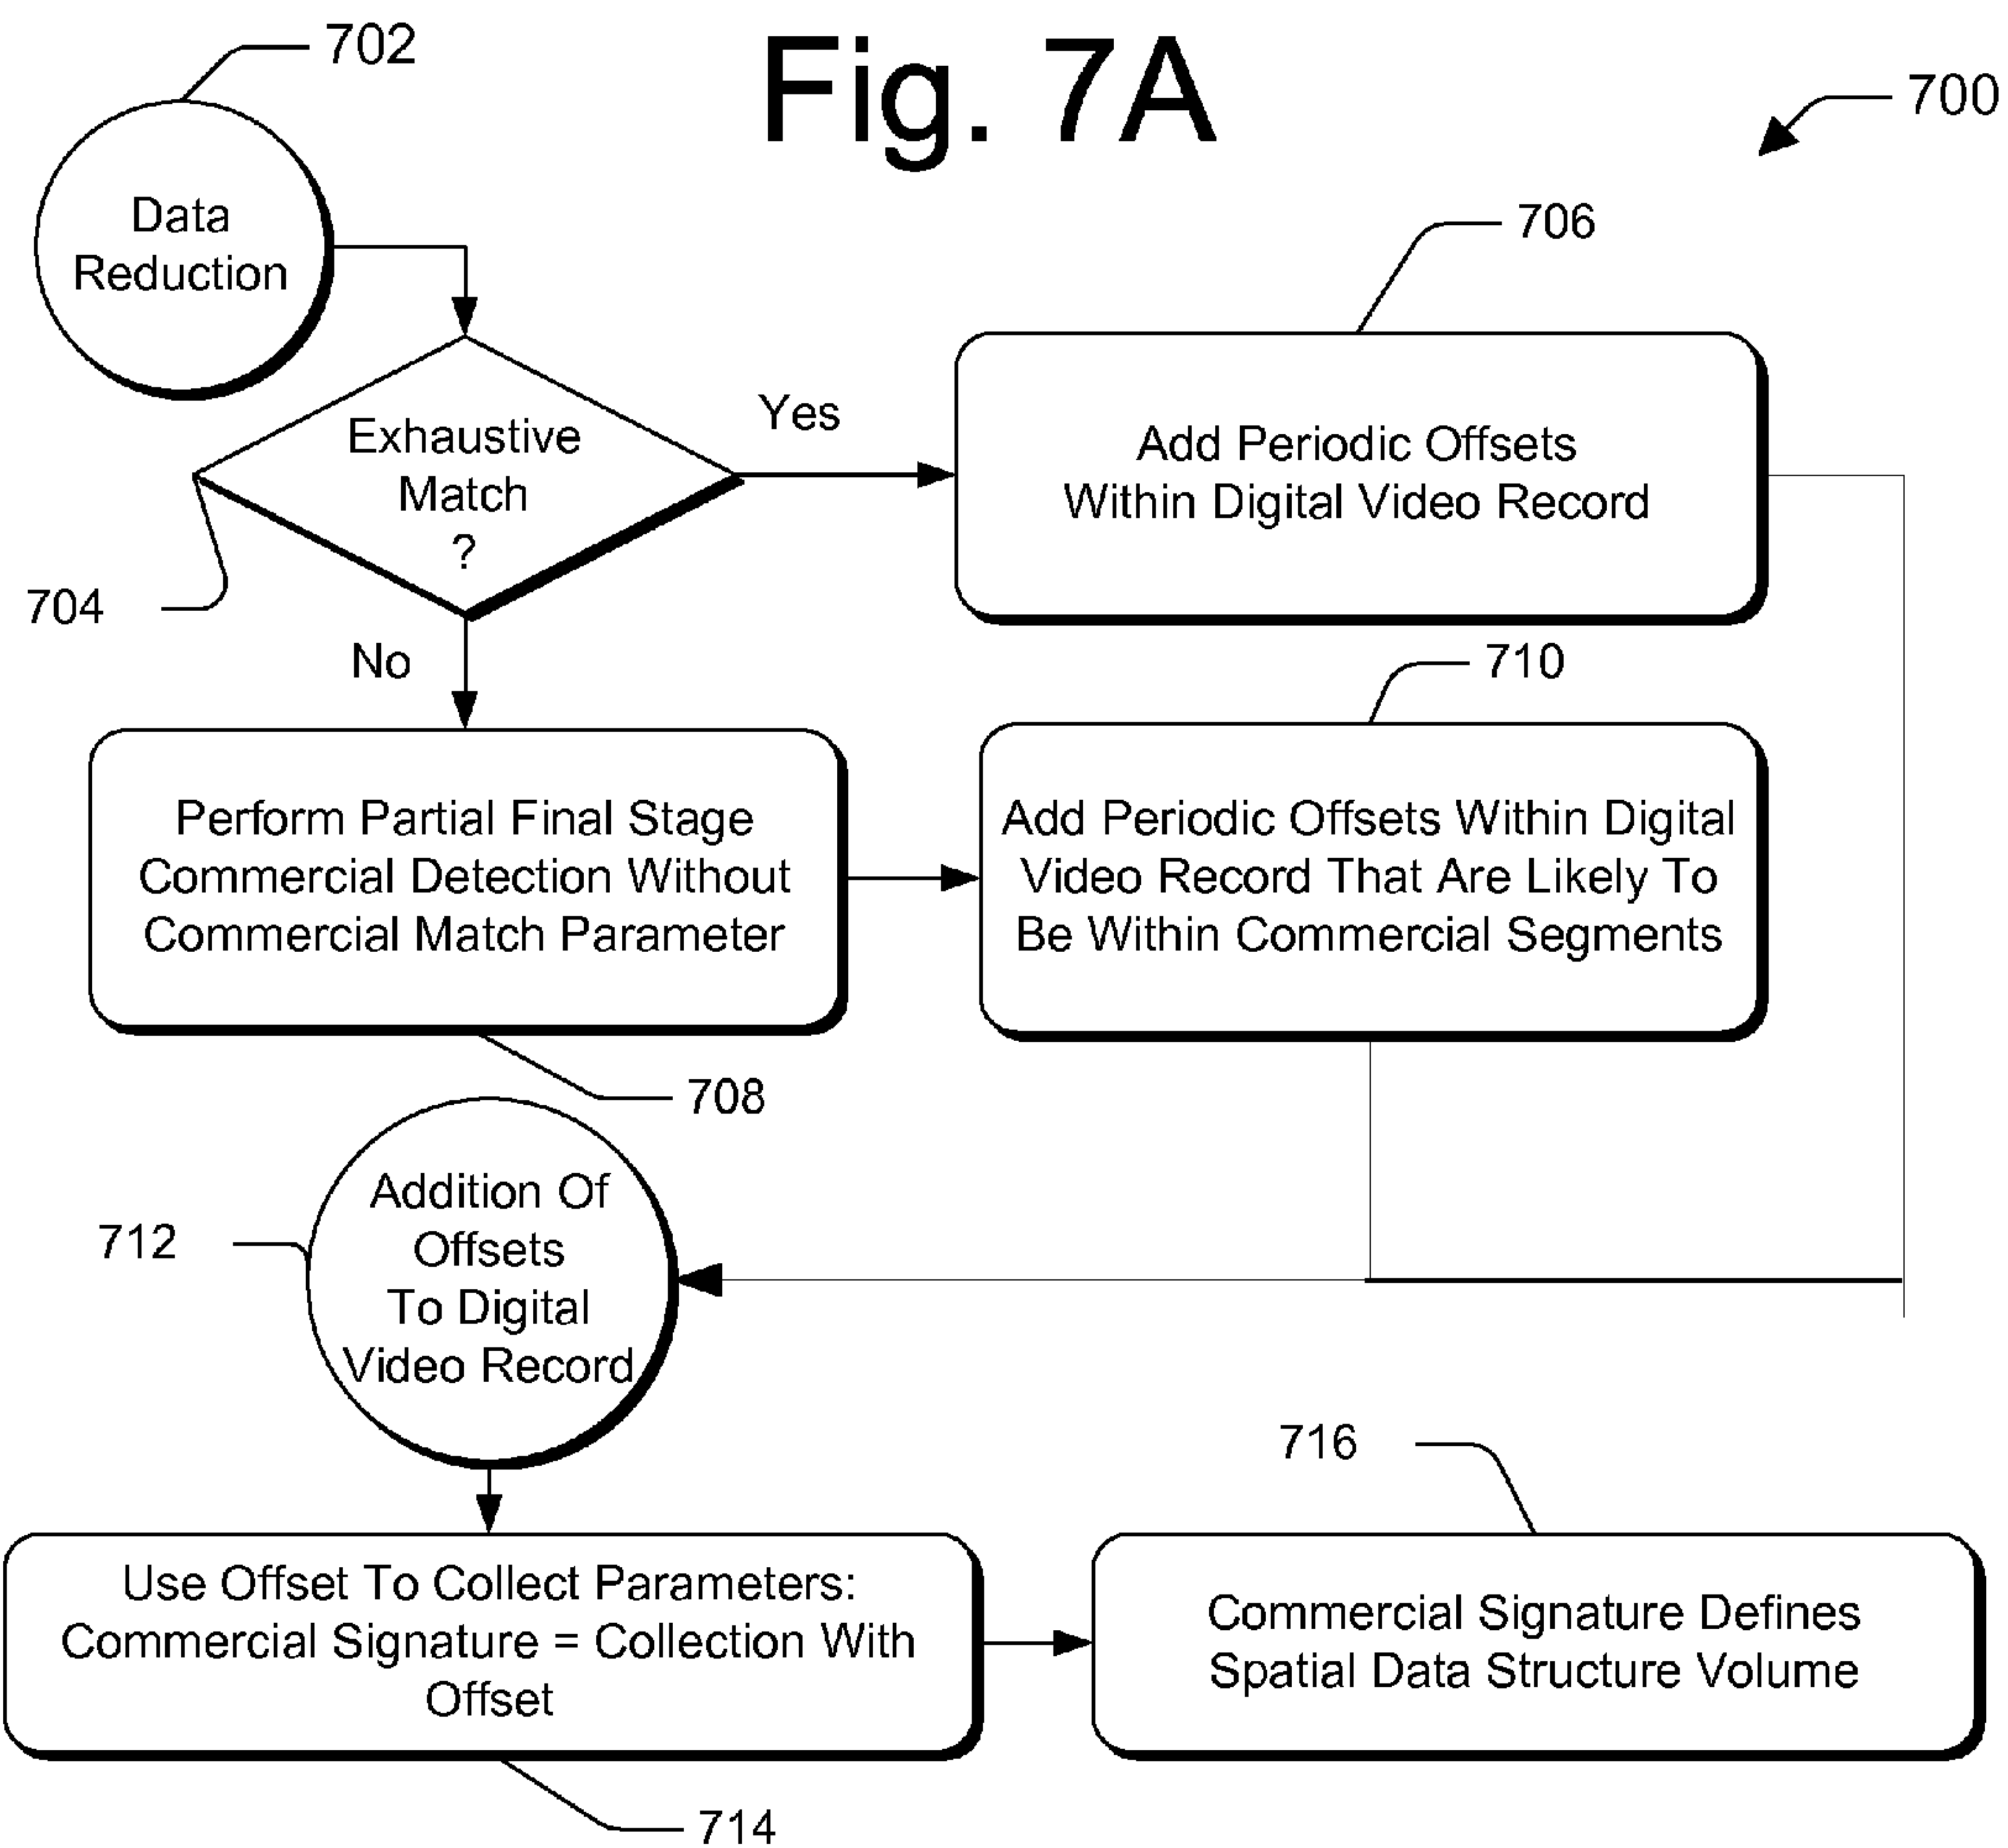 Fig. 7A
702
700
Data
Reduction
706
Exhaustive
Match
?
Yes
Add Periodic Offsets
Within Digital Video Record
704
No
710
Perform Partial Final Stage
Commercial Detection Without
Commercial Match Parameter
Add Periodic Offsets Within Digital
Video Record That Are Likely To
Be Within Commercial Segments
708
Addition Of
Offsets
To Digital
Video Record
712
716
Use Offset To Collect Parameters:
Commercial Signature = Collection With
Offset
Commercial Signature Defines
Spatial Data Structure Volume
714